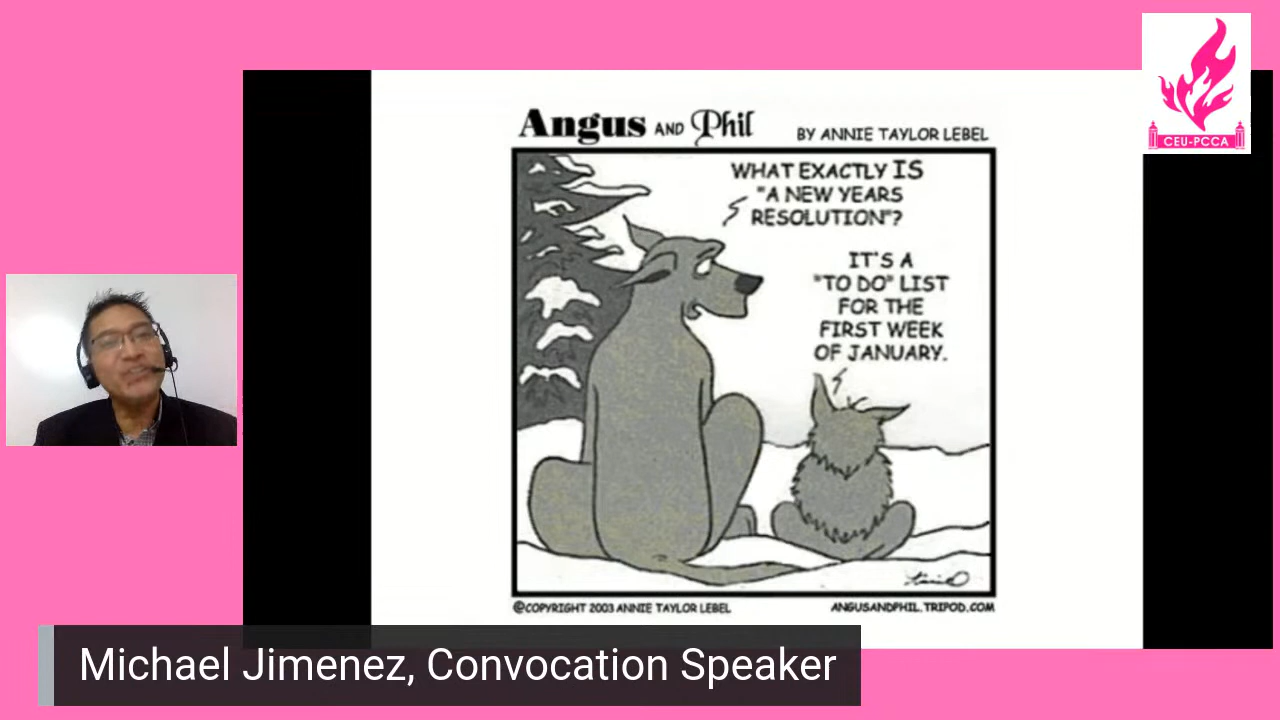 CEU-PCCA
Angus AND Phil
BY ANNIE TAYLOR LEBEL
WHAT EXACTLY IS
"A NEW YEARS
RESOLUTION"?
IT'S A
"TO DO" LIST
FOR THE
FIRST WEEK
OF JANUARY.
@COPYRIGHT 2003 ANNIE TAYLOR LEBEL
ANGUSANDPHIL.TRIPOD.COM
Michael Jimenez, Convocation Speaker